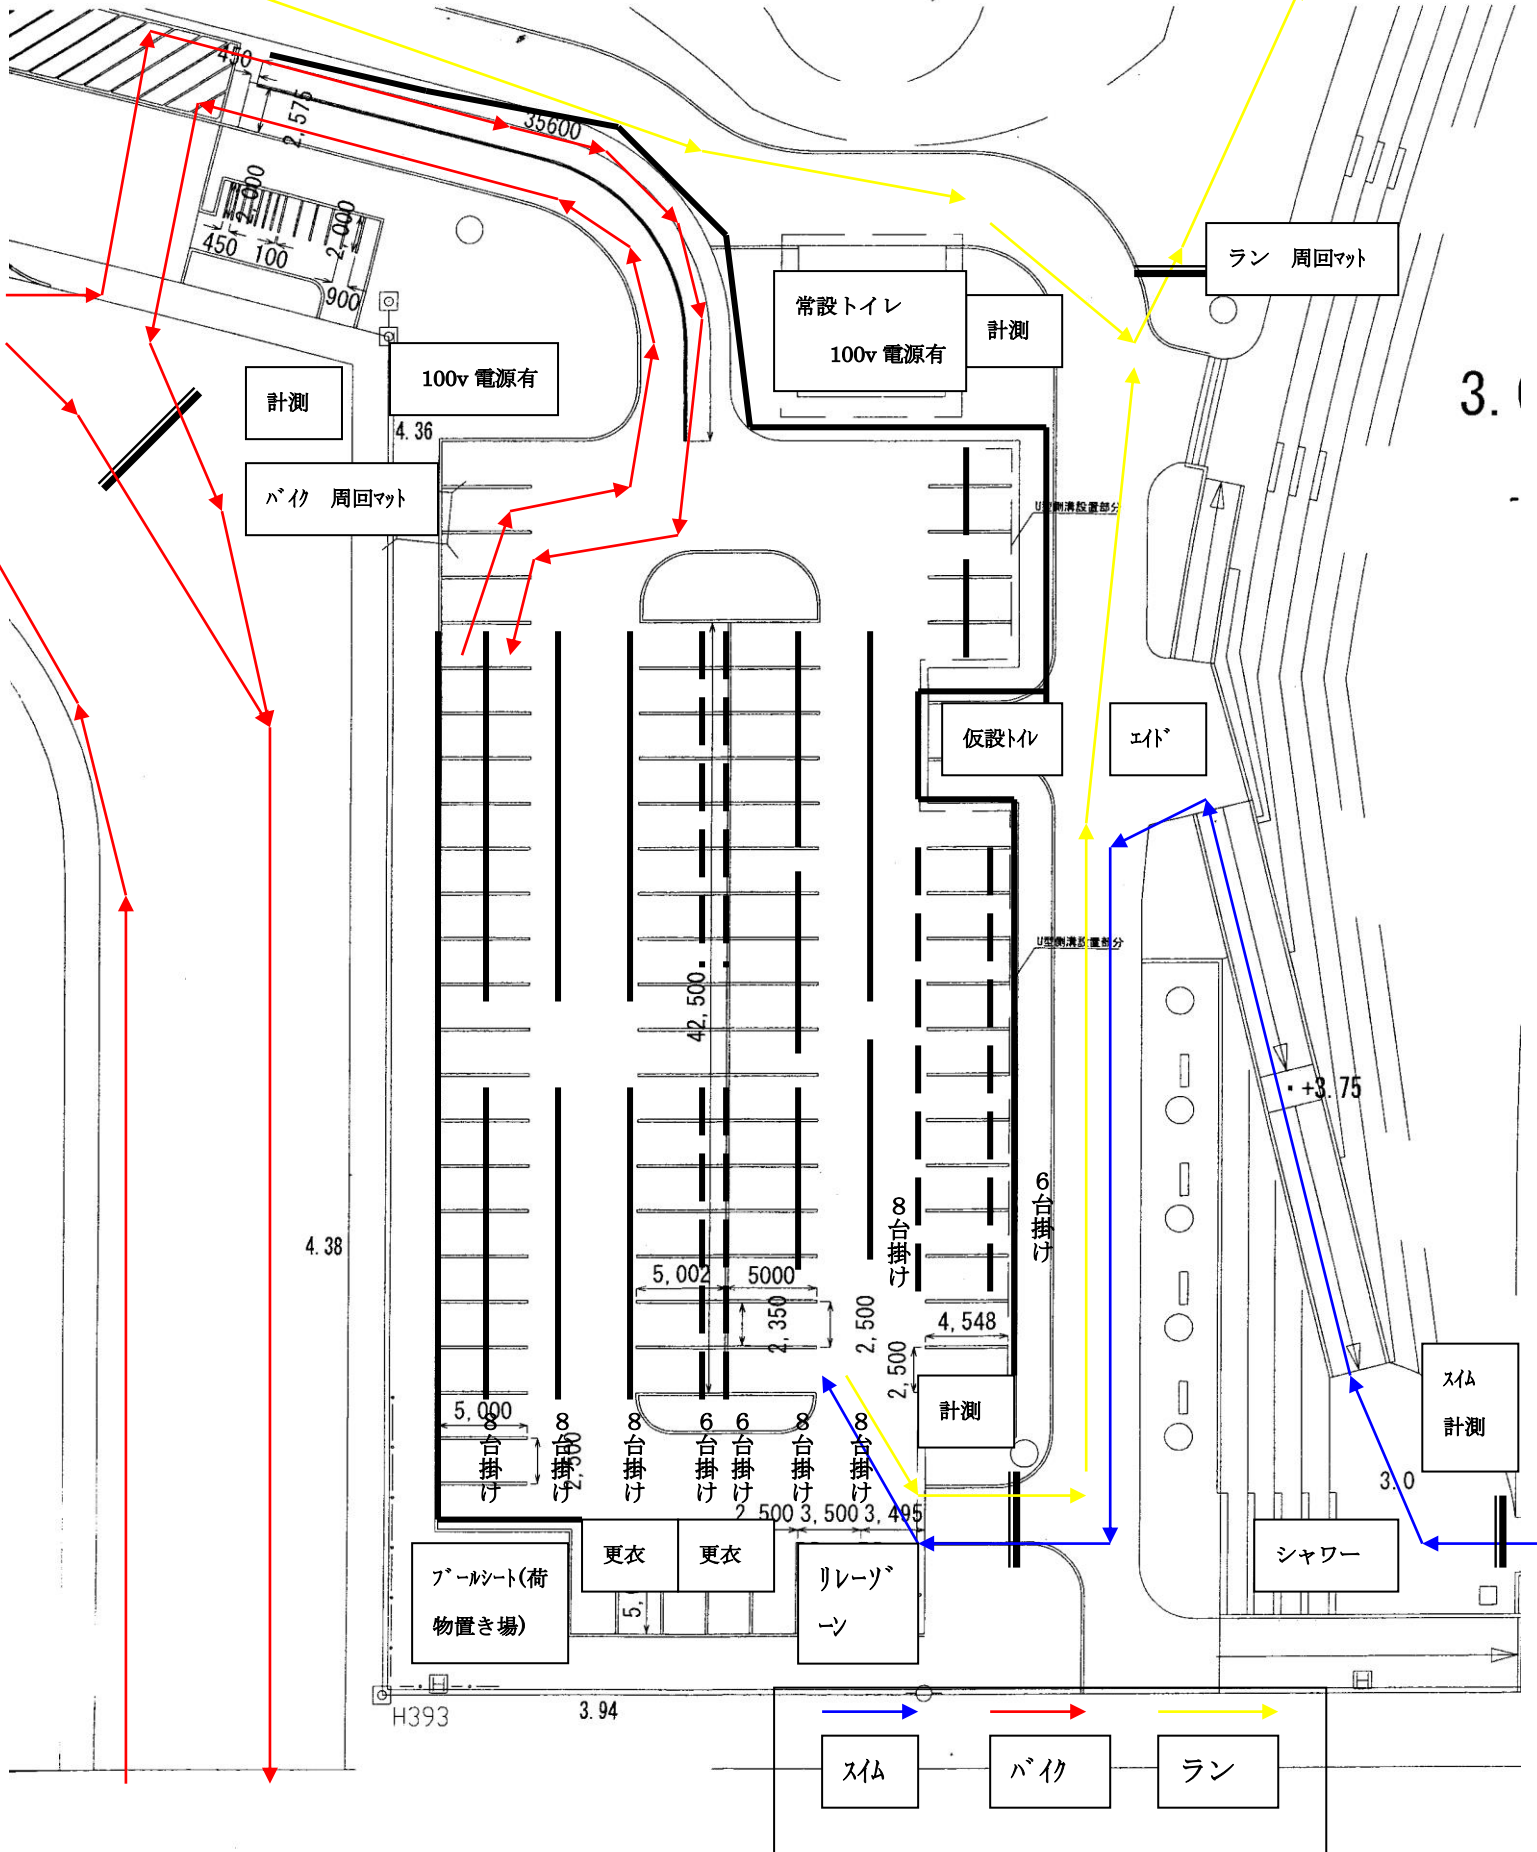 450
2,575
35600
2,000
2,000
450
100
900
ラン 周回マット
常設トイレ
100v 電源有
計測
100v 電源有
計測
4.36
3.
バイク 周回マット
U型側溝設置部分
仮設トイレ
エイド
U型側溝設置部分
42,500
+3.75
6台掛け
8台掛け
4.38
5,002
5000
2,350
2,500
4,548
2,500
計測
スイム
計測
5,000
2,500
8台掛け
8台掛け
8台掛け
6台掛け
6台掛け
8台掛け
8台掛け
3.0
2,500
3,500
3,495
更衣
更衣
シャワー
ブールシート(荷
物置き場)
リレーゾ
ーン
5,
H393
3.94
スイム
バイク
ラン